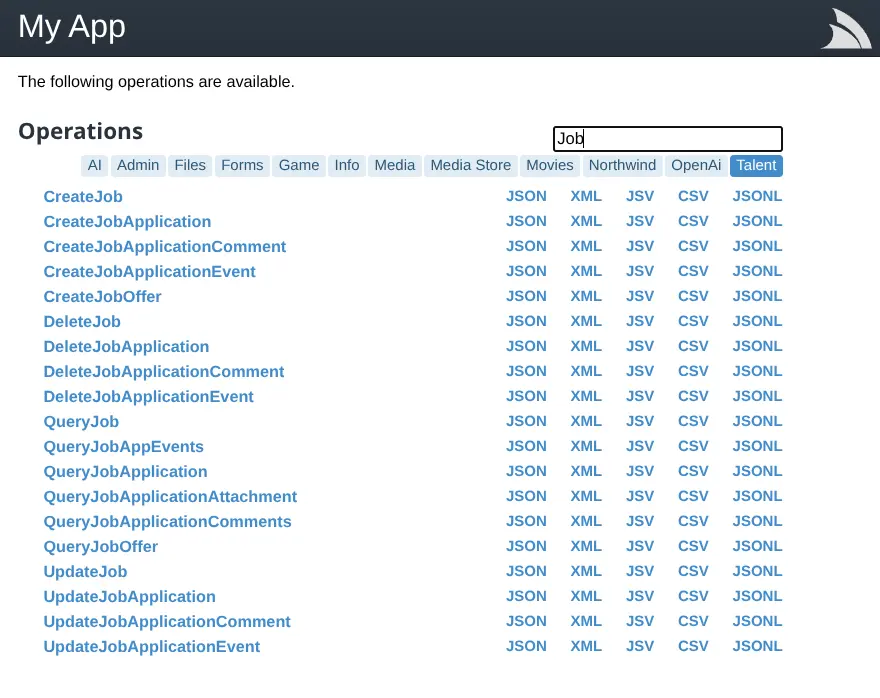 My App
The following operations are available.
Operations
Job
AI Admin Files Forms Game Info Media Media Store Movies Northwind OpenAi Talent
CreateJob JSON XML JSV CSV JSONL
CreateJobApplication JSON XML JSV CSV JSONL
CreateJobApplicationComment JSON XML JSV CSV JSONL
CreateJobApplicationEvent JSON XML JSV CSV JSONL
CreateJobOffer JSON XML JSV CSV JSONL
DeleteJob JSON XML JSV CSV JSONL
DeleteJobApplication JSON XML JSV CSV JSONL
DeleteJobApplicationComment JSON XML JSV CSV JSONL
DeleteJobApplicationEvent JSON XML JSV CSV JSONL
QueryJob JSON XML JSV CSV JSONL
QueryJobAppEvents JSON XML JSV CSV JSONL
QueryJobApplication JSON XML JSV CSV JSONL
QueryJobApplicationAttachment JSON XML JSV CSV JSONL
QueryJobApplicationComments JSON XML JSV CSV JSONL
QueryJobOffer JSON XML JSV CSV JSONL
UpdateJob JSON XML JSV CSV JSONL
UpdateJobApplication JSON XML JSV CSV JSONL
UpdateJobApplicationComment JSON XML JSV CSV JSONL
UpdateJobApplicationEvent JSON XML JSV CSV JSONL